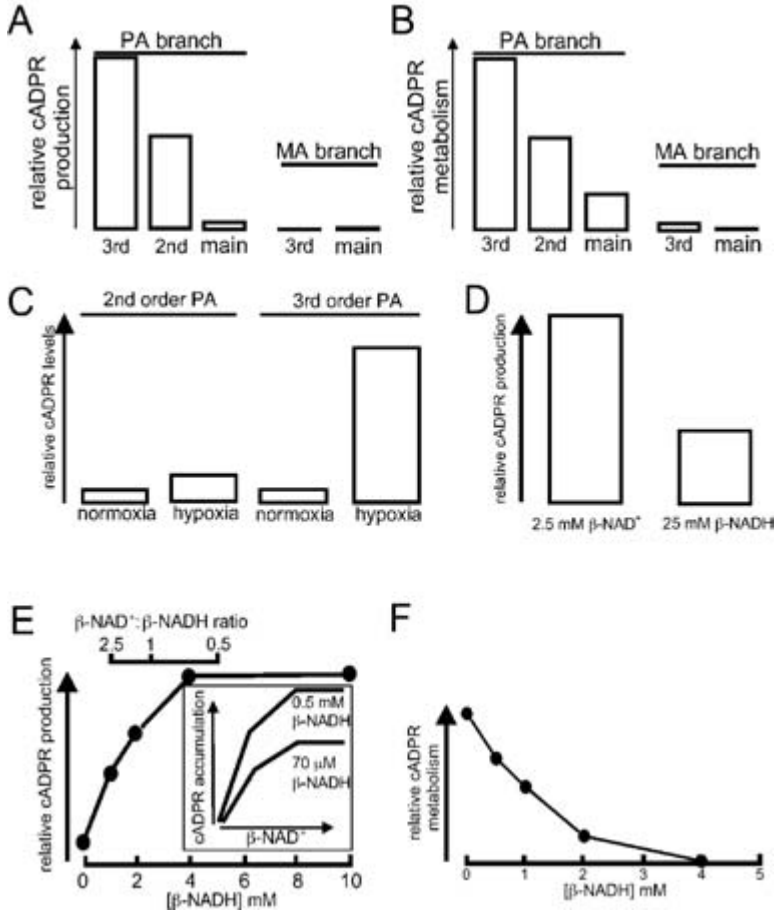 A
PA branch
relative cADPR
production
MA branch
3rd 2nd main 3rd main
B
PA branch
relative cADPR
metabolism
MA branch
3rd 2nd main 3rd main
C
2nd order PA 3rd order PA
relative cADPR levels
normoxia hypoxia normoxia hypoxia
D
relative cADPR production
2.5 mM β-NAD⁺ 25 mM β-NADH
E
β-NAD⁺:β-NADH ratio
2.5 1 0.5
relative cADPR production
cADPR accumulation
0.5 mM
β-NADH
70 µM
β-NADH
β-NAD⁺
0 2 4 6 8 10
[β-NADH] mM
F
relative cADPR
metabolism
0 1 2 3 4 5
[β-NADH] mM